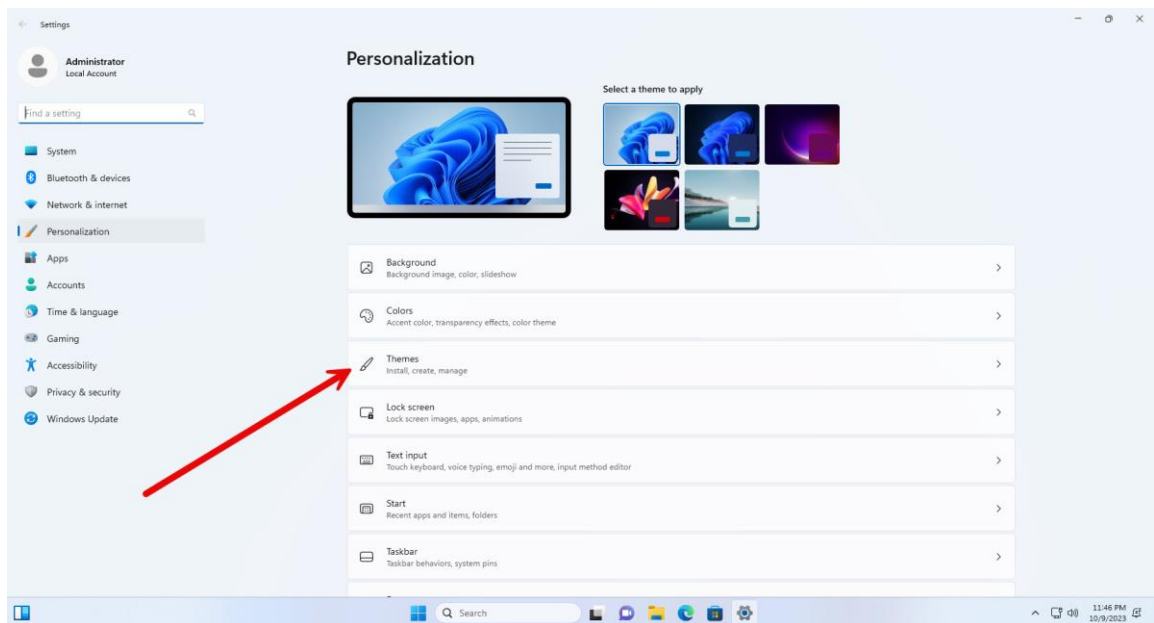 Settings
Administrator
Local Account
Find a setting
System
Bluetooth & devices
Network & internet
Personalization
Apps
Accounts
Time & language
Gaming
Accessibility
Privacy & security
Windows Update
Personalization
Select a theme to apply
Background
Background image, color, slideshow
Colors
Accent color, transparency effects, color theme
Themes
Install, create, manage
Lock screen
Lock screen images, apps, animations
Text input
Touch keyboard, voice typing, emoji and more, input method editor
Start
Recent apps and items, folders
Taskbar
Taskbar behaviors, system pins
Search
11:46 PM
10/9/2023